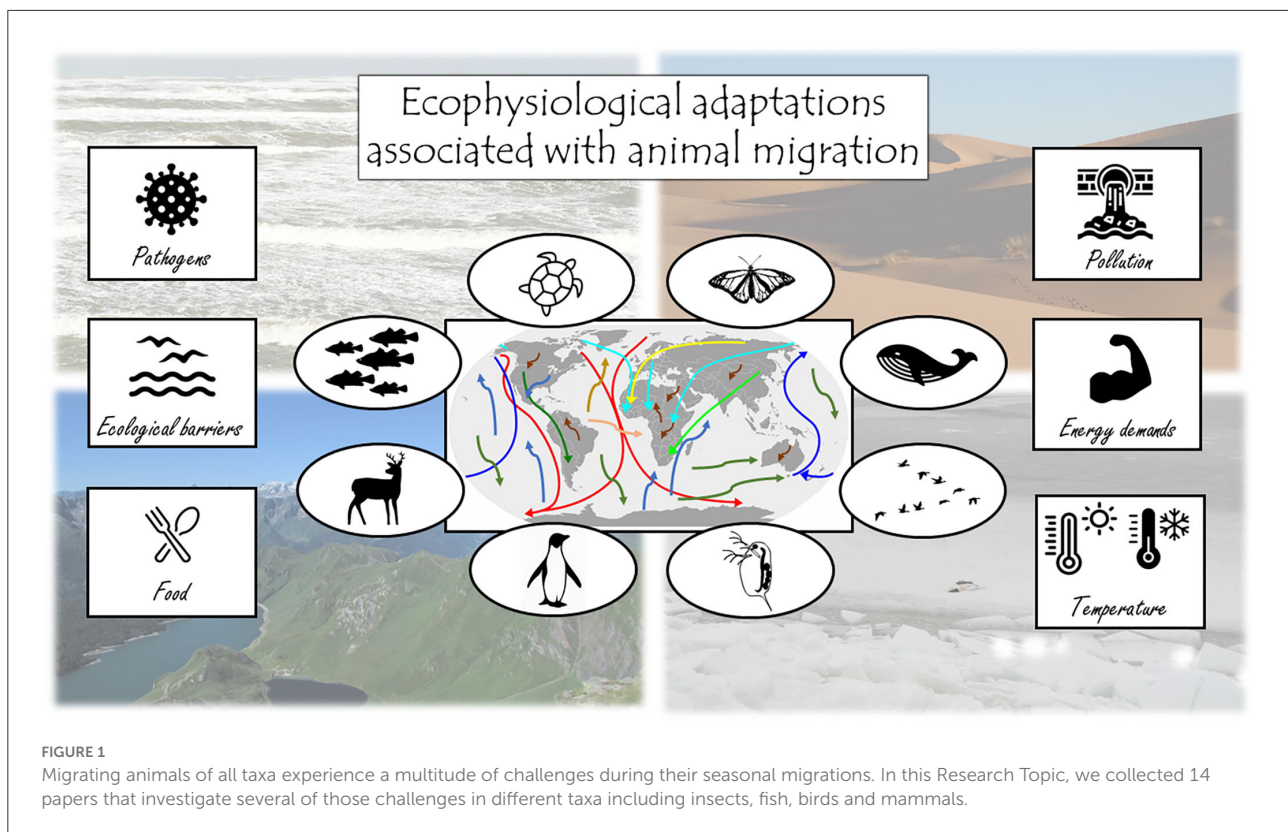 Ecophysiological adaptations
associated with animal migration
Pathogens
Ecological barriers
Food
Pollution
Energy demands
Temperature
FIGURE 1
Migrating animals of all taxa experience a multitude of challenges during their seasonal migrations. In this Research Topic, we collected 14
papers that investigate several of those challenges in different taxa including insects, fish, birds and mammals.